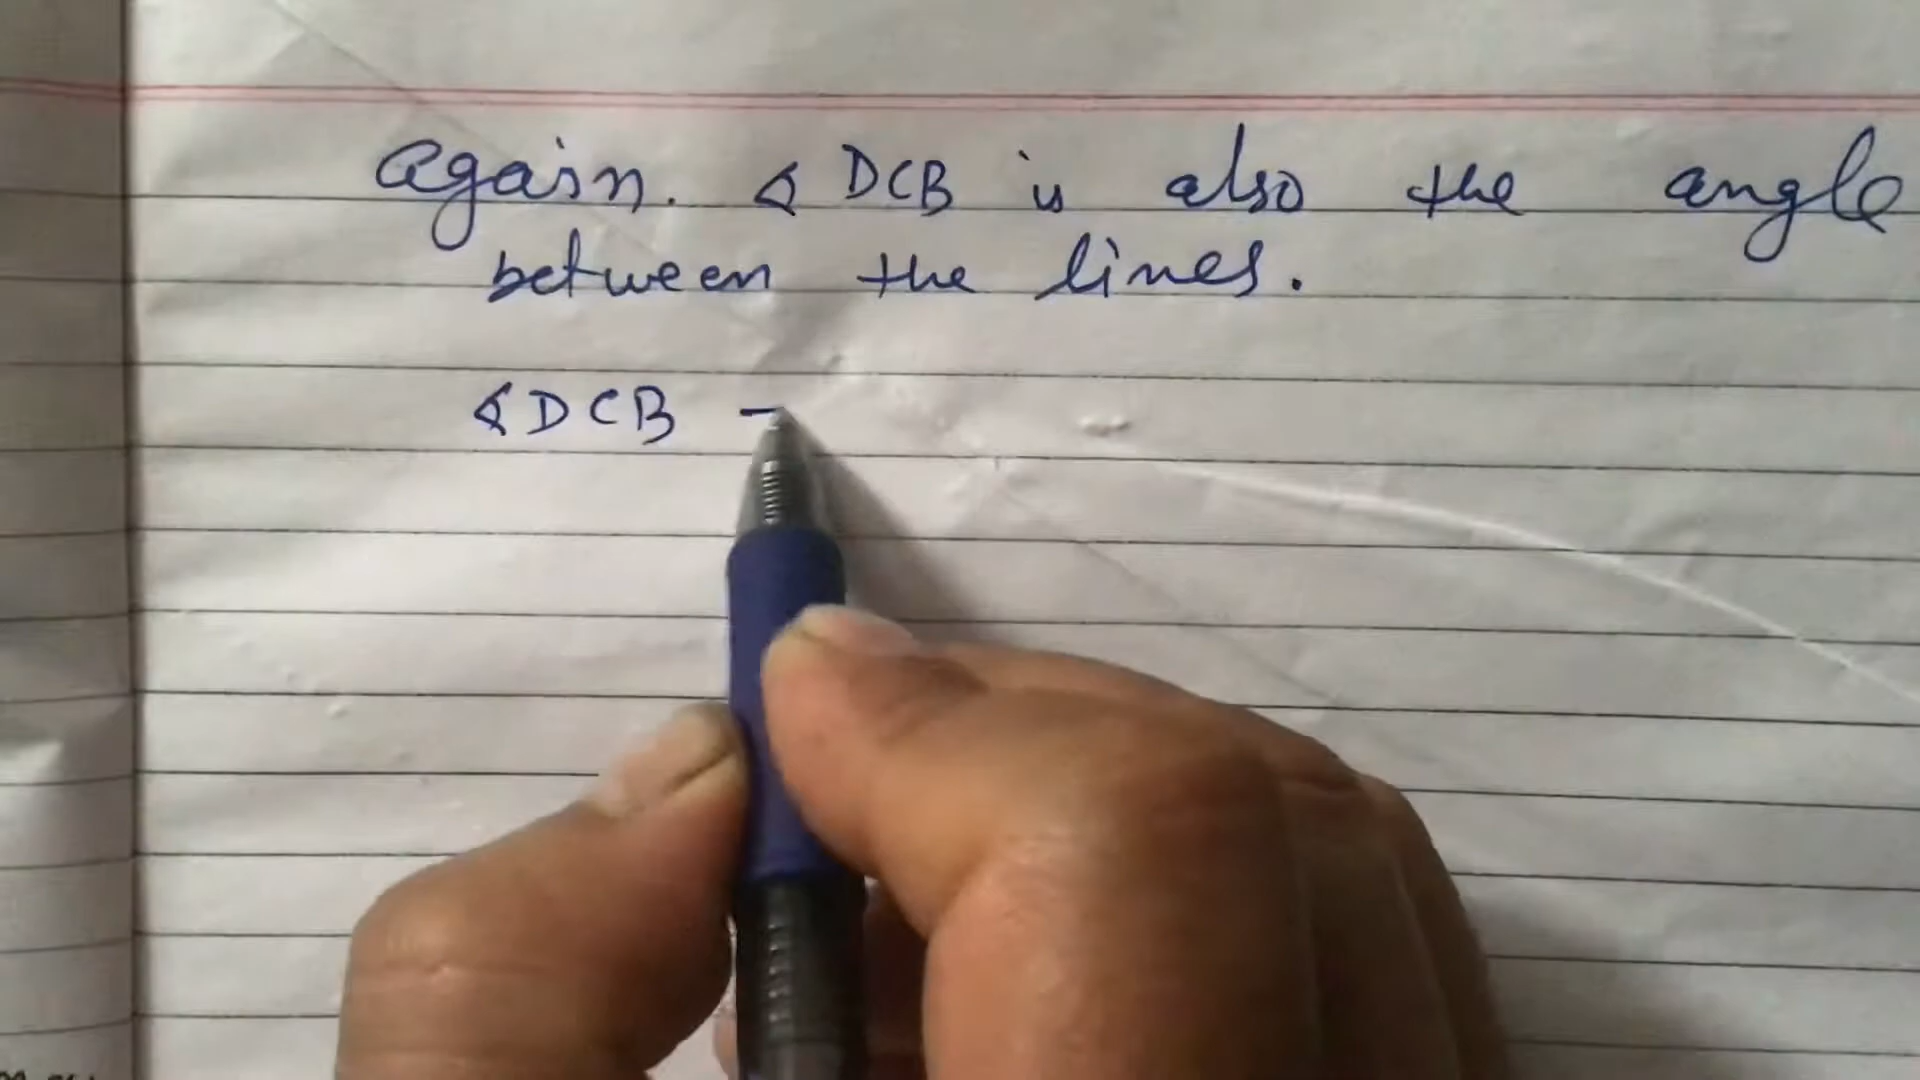 again. ∢ DCB is also the angle
between the lines.
∢ DCB -